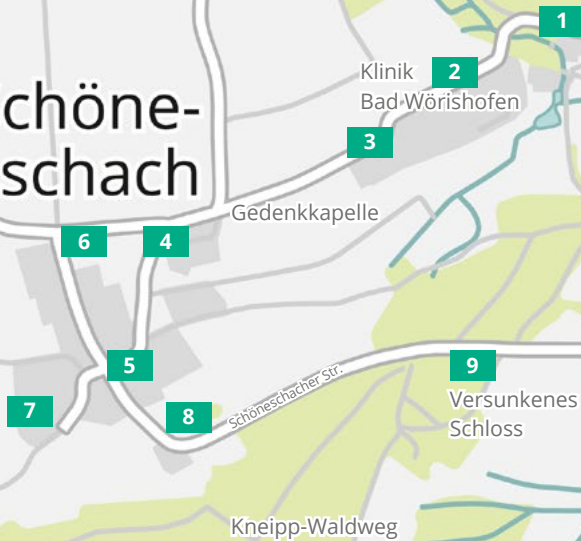 1
Klinik 2
Bad Wörishofen
chöne-
3
schach
Gedenkkapelle
6
4
5
9
Schöneschacher Str.
Versunkenes
Schloss
7
8
Kneipp-Waldweg